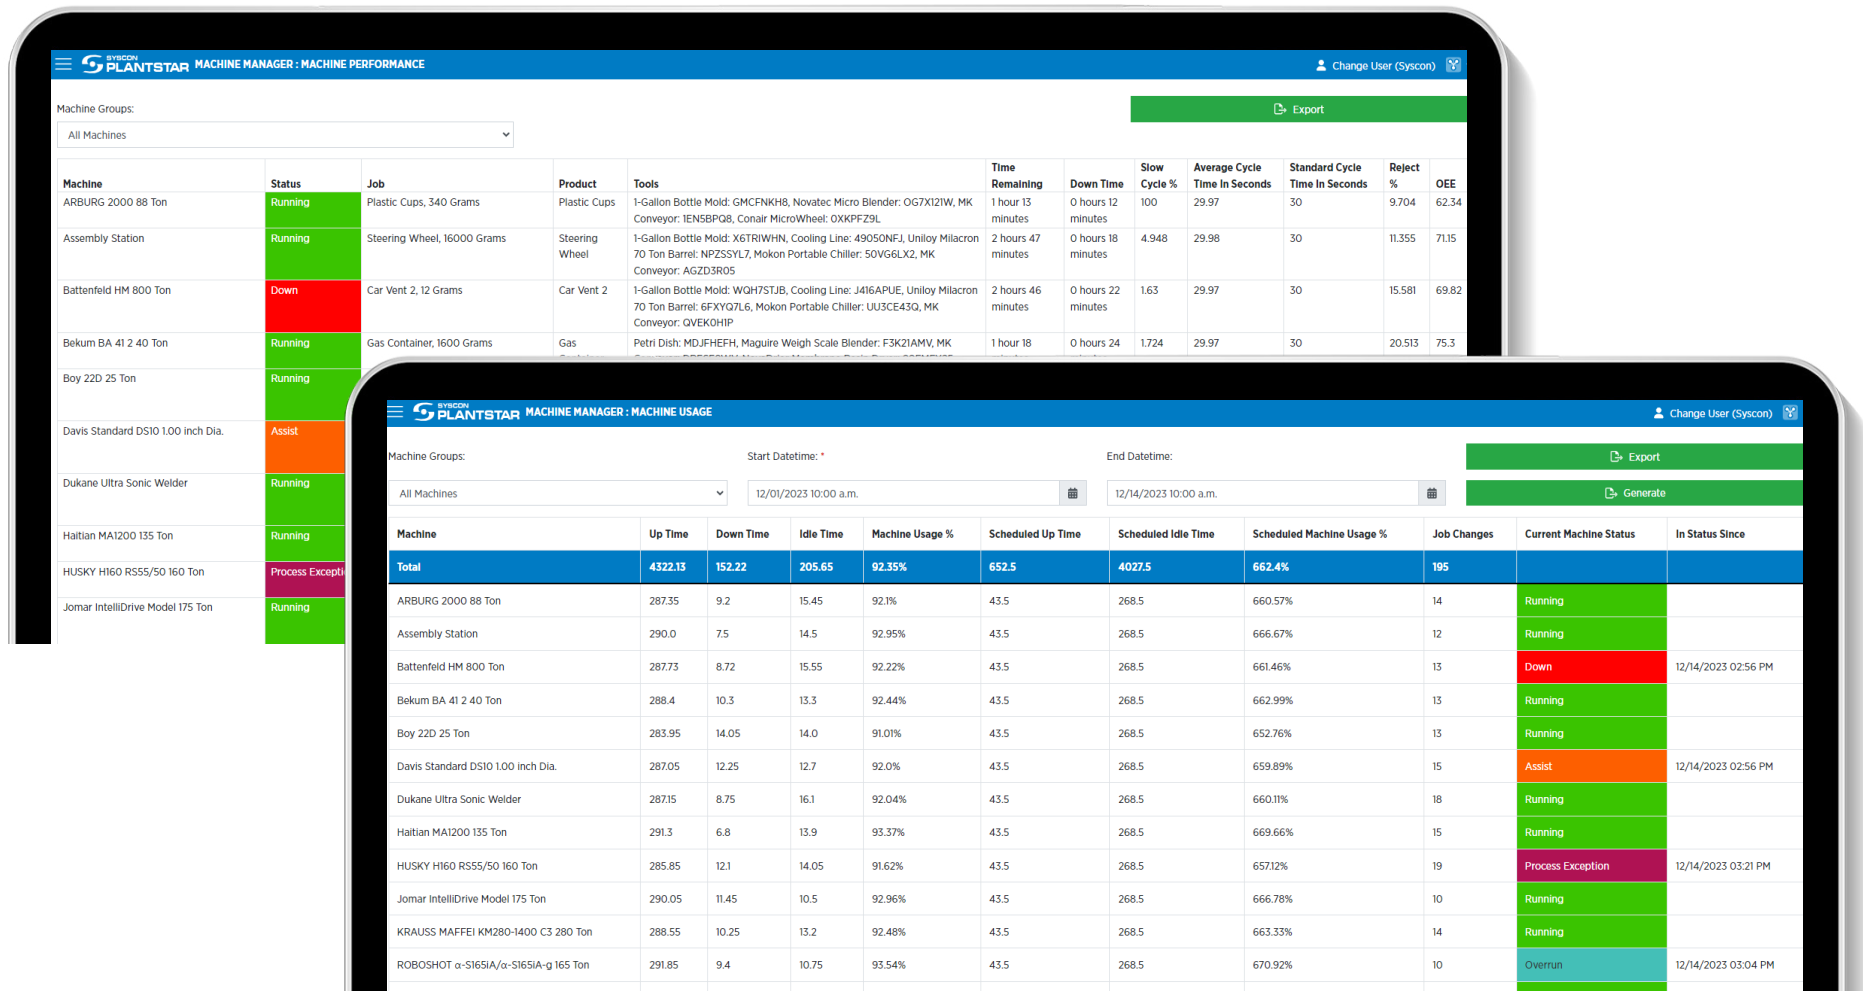 SYSCON
PLANTSTAR MACHINE MANAGER : MACHINE PERFORMANCE
Change User (Syscon)
Machine Groups:
Export
All Machines
Machine Status Job Product Tools Time Remaining Down Time Slow Cycle % Average Cycle Time In Seconds Standard Cycle Time In Seconds Reject % OEE
ARBURG 2000 88 Ton Running Plastic Cups, 340 Grams Plastic Cups 1-Gallon Bottle Mold: GMCFNKH8, Novatec Micro Blender: OG7X121W, MK 1 hour 13 0 hours 12 100 29.97 30 9.704 62.34
Conveyor: 1EN5BPQ8, Conair MicroWheel: 0XKPFZ9L minutes minutes
Assembly Station Running Steering Wheel, 16000 Grams Steering 1-Gallon Bottle Mold: X6TRIWHN, Cooling Line: 49050NFJ, Uniloy Milacron 2 hours 47 0 hours 18 4.948 29.98 30 11.355 71.15
Wheel 70 Ton Barrel: NPZSSYL7, Mokon Portable Chiller: 50VG6LX2, MK minutes minutes
Conveyor: AGZD3R05
Battenfeld HM 800 Ton Down Car Vent 2, 12 Grams Car Vent 2 1-Gallon Bottle Mold: WQH7STJB, Cooling Line: J416APUE, Uniloy Milacron 2 hours 46 0 hours 22 1.63 29.97 30 15.581 69.82
70 Ton Barrel: 6FXYQ7L6, Mokon Portable Chiller: UU3CE43Q, MK minutes minutes
Conveyor: QVEK0H1P
Bekum BA 41 2 40 Ton Running Gas Container, 1600 Grams Gas Petri Dish: MDJFHEFH, Maguire Weigh Scale Blender: F3K21AMV, MK 1 hour 18 0 hours 24 1.724 29.97 30 20.513 75.3
Boy 22D 25 Ton Running
Davis Standard DS10 1.00 inch Dia. Assist
Dukane Ultra Sonic Welder Running
Haitian MA1200 135 Ton Running
HUSKY H160 RS55/50 160 Ton Process Excepti
Jomar IntelliDrive Model 175 Ton Running
SYSCON
PLANTSTAR MACHINE MANAGER : MACHINE USAGE
Change User (Syscon)
Machine Groups: Start Datetime: * End Datetime:
Export
All Machines 12/01/2023 10:00 a.m. 12/14/2023 10:00 a.m.
Generate
Machine Up Time Down Time Idle Time Machine Usage % Scheduled Up Time Scheduled Idle Time Scheduled Machine Usage % Job Changes Current Machine Status In Status Since
Total 4322.13 152.22 205.65 92.35% 652.5 4027.5 662.4% 195
ARBURG 2000 88 Ton 287.35 9.2 15.45 92.1% 43.5 268.5 660.57% 14 Running
Assembly Station 290.0 7.5 14.5 92.95% 43.5 268.5 666.67% 12 Running
Battenfeld HM 800 Ton 287.73 8.72 15.55 92.22% 43.5 268.5 661.46% 13 Down 12/14/2023 02:56 PM
Bekum BA 41 2 40 Ton 288.4 10.3 13.3 92.44% 43.5 268.5 662.99% 13 Running
Boy 22D 25 Ton 283.95 14.05 14.0 91.01% 43.5 268.5 652.76% 13 Running
Davis Standard DS10 1.00 inch Dia. 287.05 12.25 12.7 92.0% 43.5 268.5 659.89% 15 Assist 12/14/2023 02:56 PM
Dukane Ultra Sonic Welder 287.15 8.75 16.1 92.04% 43.5 268.5 660.11% 18 Running
Haitian MA1200 135 Ton 291.3 6.8 13.9 93.37% 43.5 268.5 669.66% 15 Running
HUSKY H160 RS55/50 160 Ton 285.85 12.1 14.05 91.62% 43.5 268.5 657.12% 19 Process Exception 12/14/2023 03:21 PM
Jomar IntelliDrive Model 175 Ton 290.05 11.45 10.5 92.96% 43.5 268.5 666.78% 10 Running
KRAUSS MAFFEI KM280-1400 C3 280 Ton 288.55 10.25 13.2 92.48% 43.5 268.5 663.33% 14 Running
ROBOSHOT α-S165iA/α-S165iA-g 165 Ton 291.85 9.4 10.75 93.54% 43.5 268.5 670.92% 10 Overrun 12/14/2023 03:04 PM